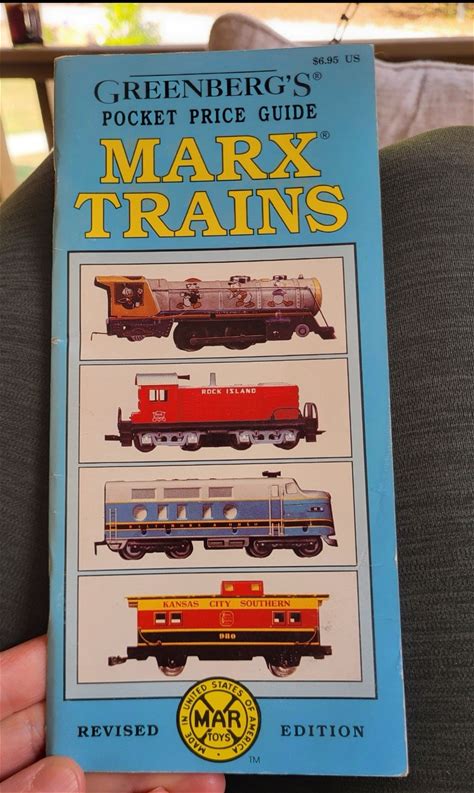 $6.95 US
GREENBERG'S®
POCKET PRICE GUIDE
MARX®
TRAINS
ROCK ISLAND
KANSAS CITY SOUTHERN
980
MADE IN UNITED STATES OF AMERICA
MAR
TOYS
REVISED
EDITION
TM